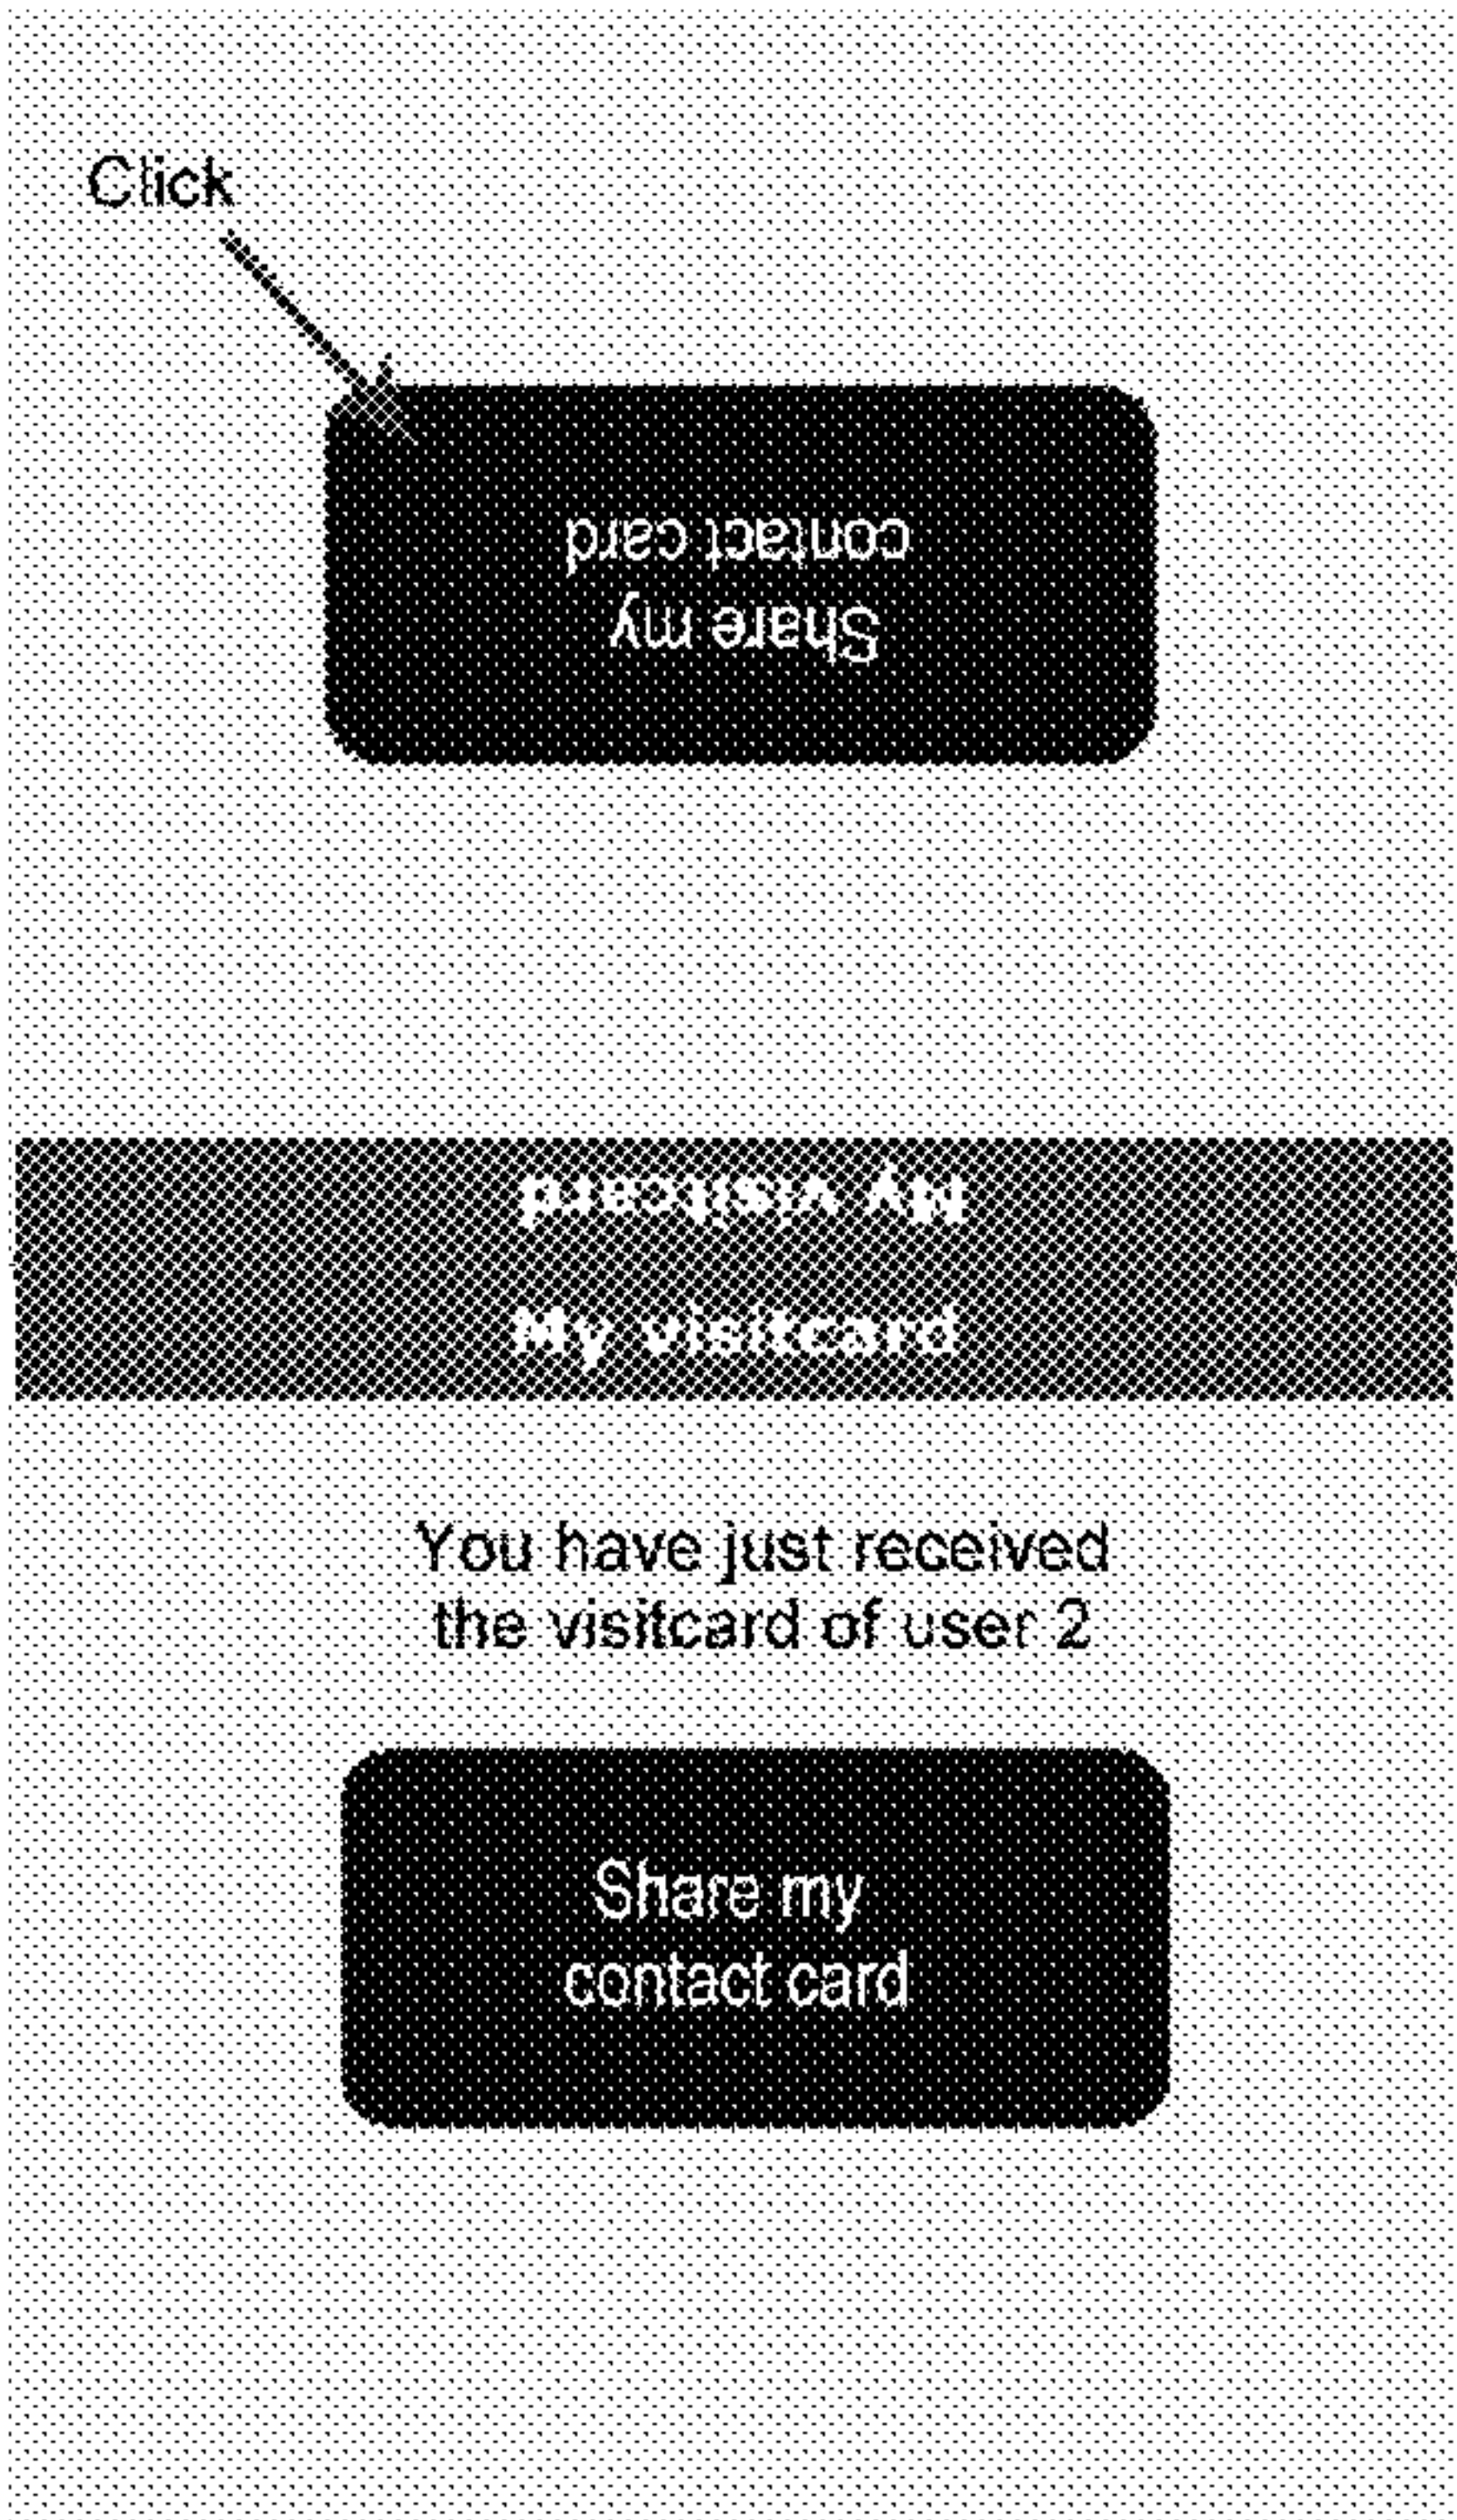 Click
Share my
contact card
My visitcard
My visitcard
You have just received
the visitcard of user 2
Share my
contact card